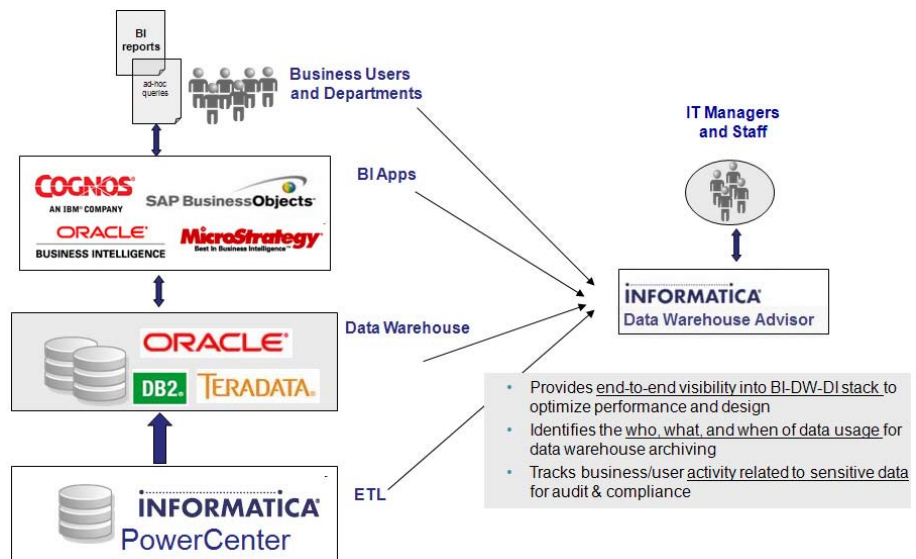 BI
reports
ad-hoc
queries
Business Users
and Departments
IT Managers
and Staff
COGNOS®
AN IBM® COMPANY
SAP BusinessObjects™
ORACLE®
BUSINESS INTELLIGENCE
MicroStrategy™
Best In Business Intelligence™
BI Apps
INFORMATICA®
Data Warehouse Advisor
Data Warehouse
ORACLE®
DB2®
TERADATA®
• Provides end-to-end visibility into BI-DW-DI stack to
optimize performance and design
• Identifies the who, what, and when of data usage for
data warehouse archiving
• Tracks business/user activity related to sensitive data
for audit & compliance
ETL
INFORMATICA®
PowerCenter